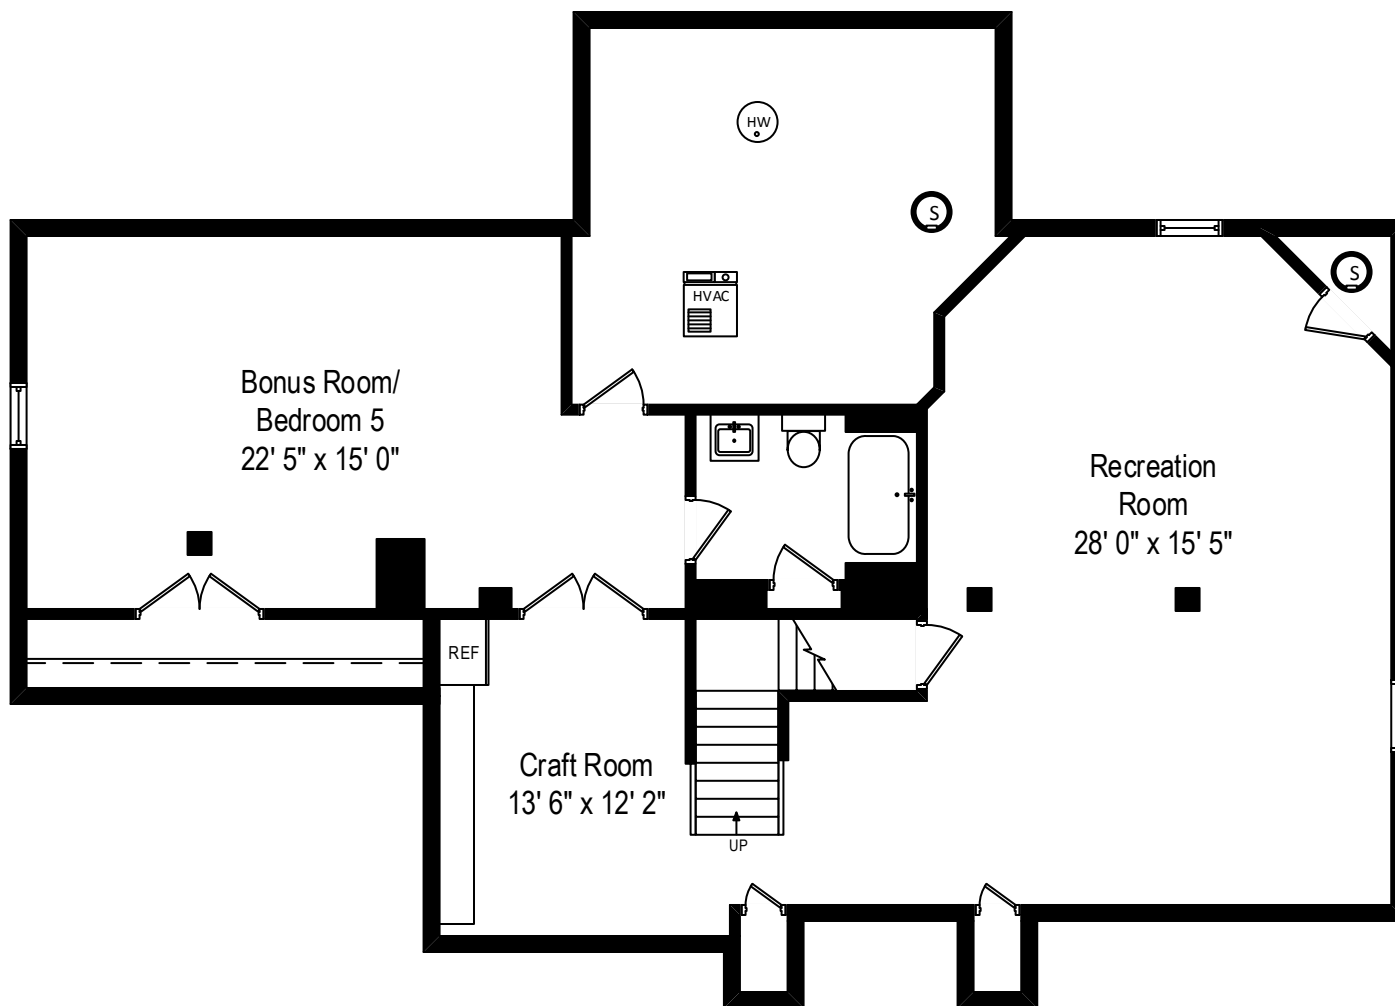 HW
S
S
HVAC
Bonus Room/
Bedroom 5
22' 5" x 15' 0"
Recreation
Room
28' 0" x 15' 5"
REF
Craft Room
13' 6" x 12' 2"
UP